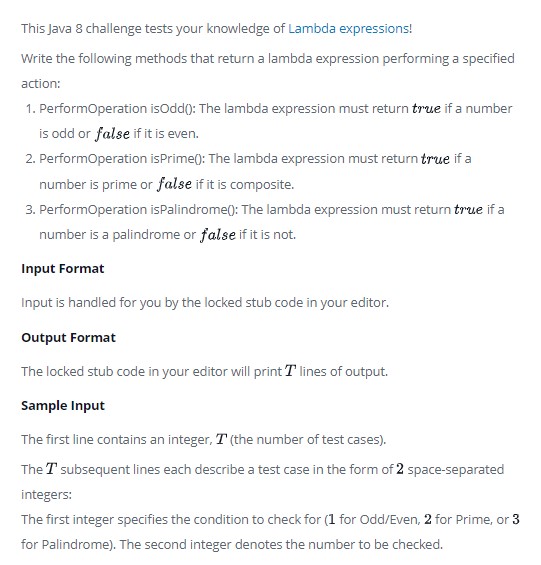 This Java 8 challenge tests your knowledge of Lambda expressions!
Write the following methods that return a lambda expression performing a specified
action:
1. PerformOperation isOdd(): The lambda expression must return true if a number
is odd or false if it is even.
2. PerformOperation isPrime(): The lambda expression must return true if a
number is prime or false if it is composite.
3. PerformOperation isPalindrome(): The lambda expression must return true if a
number is a palindrome or false if it is not.
Input Format
Input is handled for you by the locked stub code in your editor.
Output Format
The locked stub code in your editor will print T lines of output.
Sample Input
The first line contains an integer, T (the number of test cases).
The T subsequent lines each describe a test case in the form of 2 space-separated
integers:
The first integer specifies the condition to check for (1 for Odd/Even, 2 for Prime, or 3
for Palindrome). The second integer denotes the number to be checked.